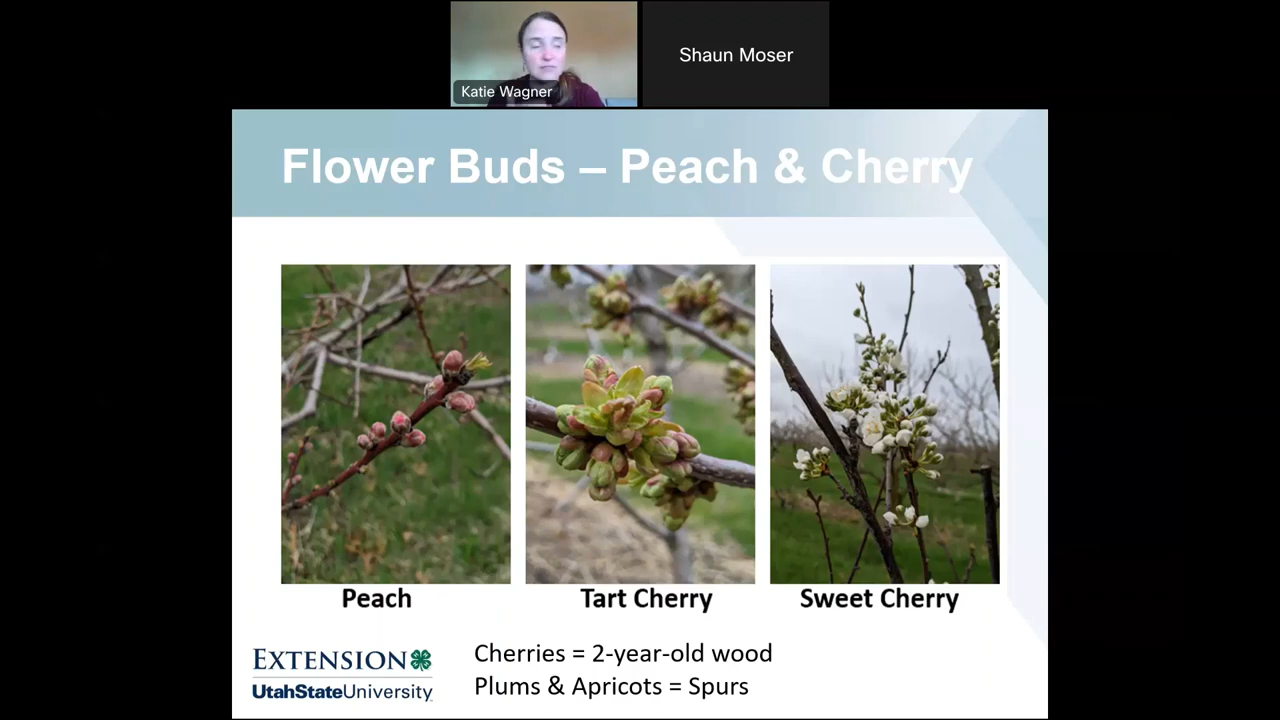 Katie Wagner
Shaun Moser
Flower Buds – Peach & Cherry
Peach
Tart Cherry
Sweet Cherry
EXTENSION
UtahStateUniversity
Cherries = 2-year-old wood
Plums & Apricots = Spurs